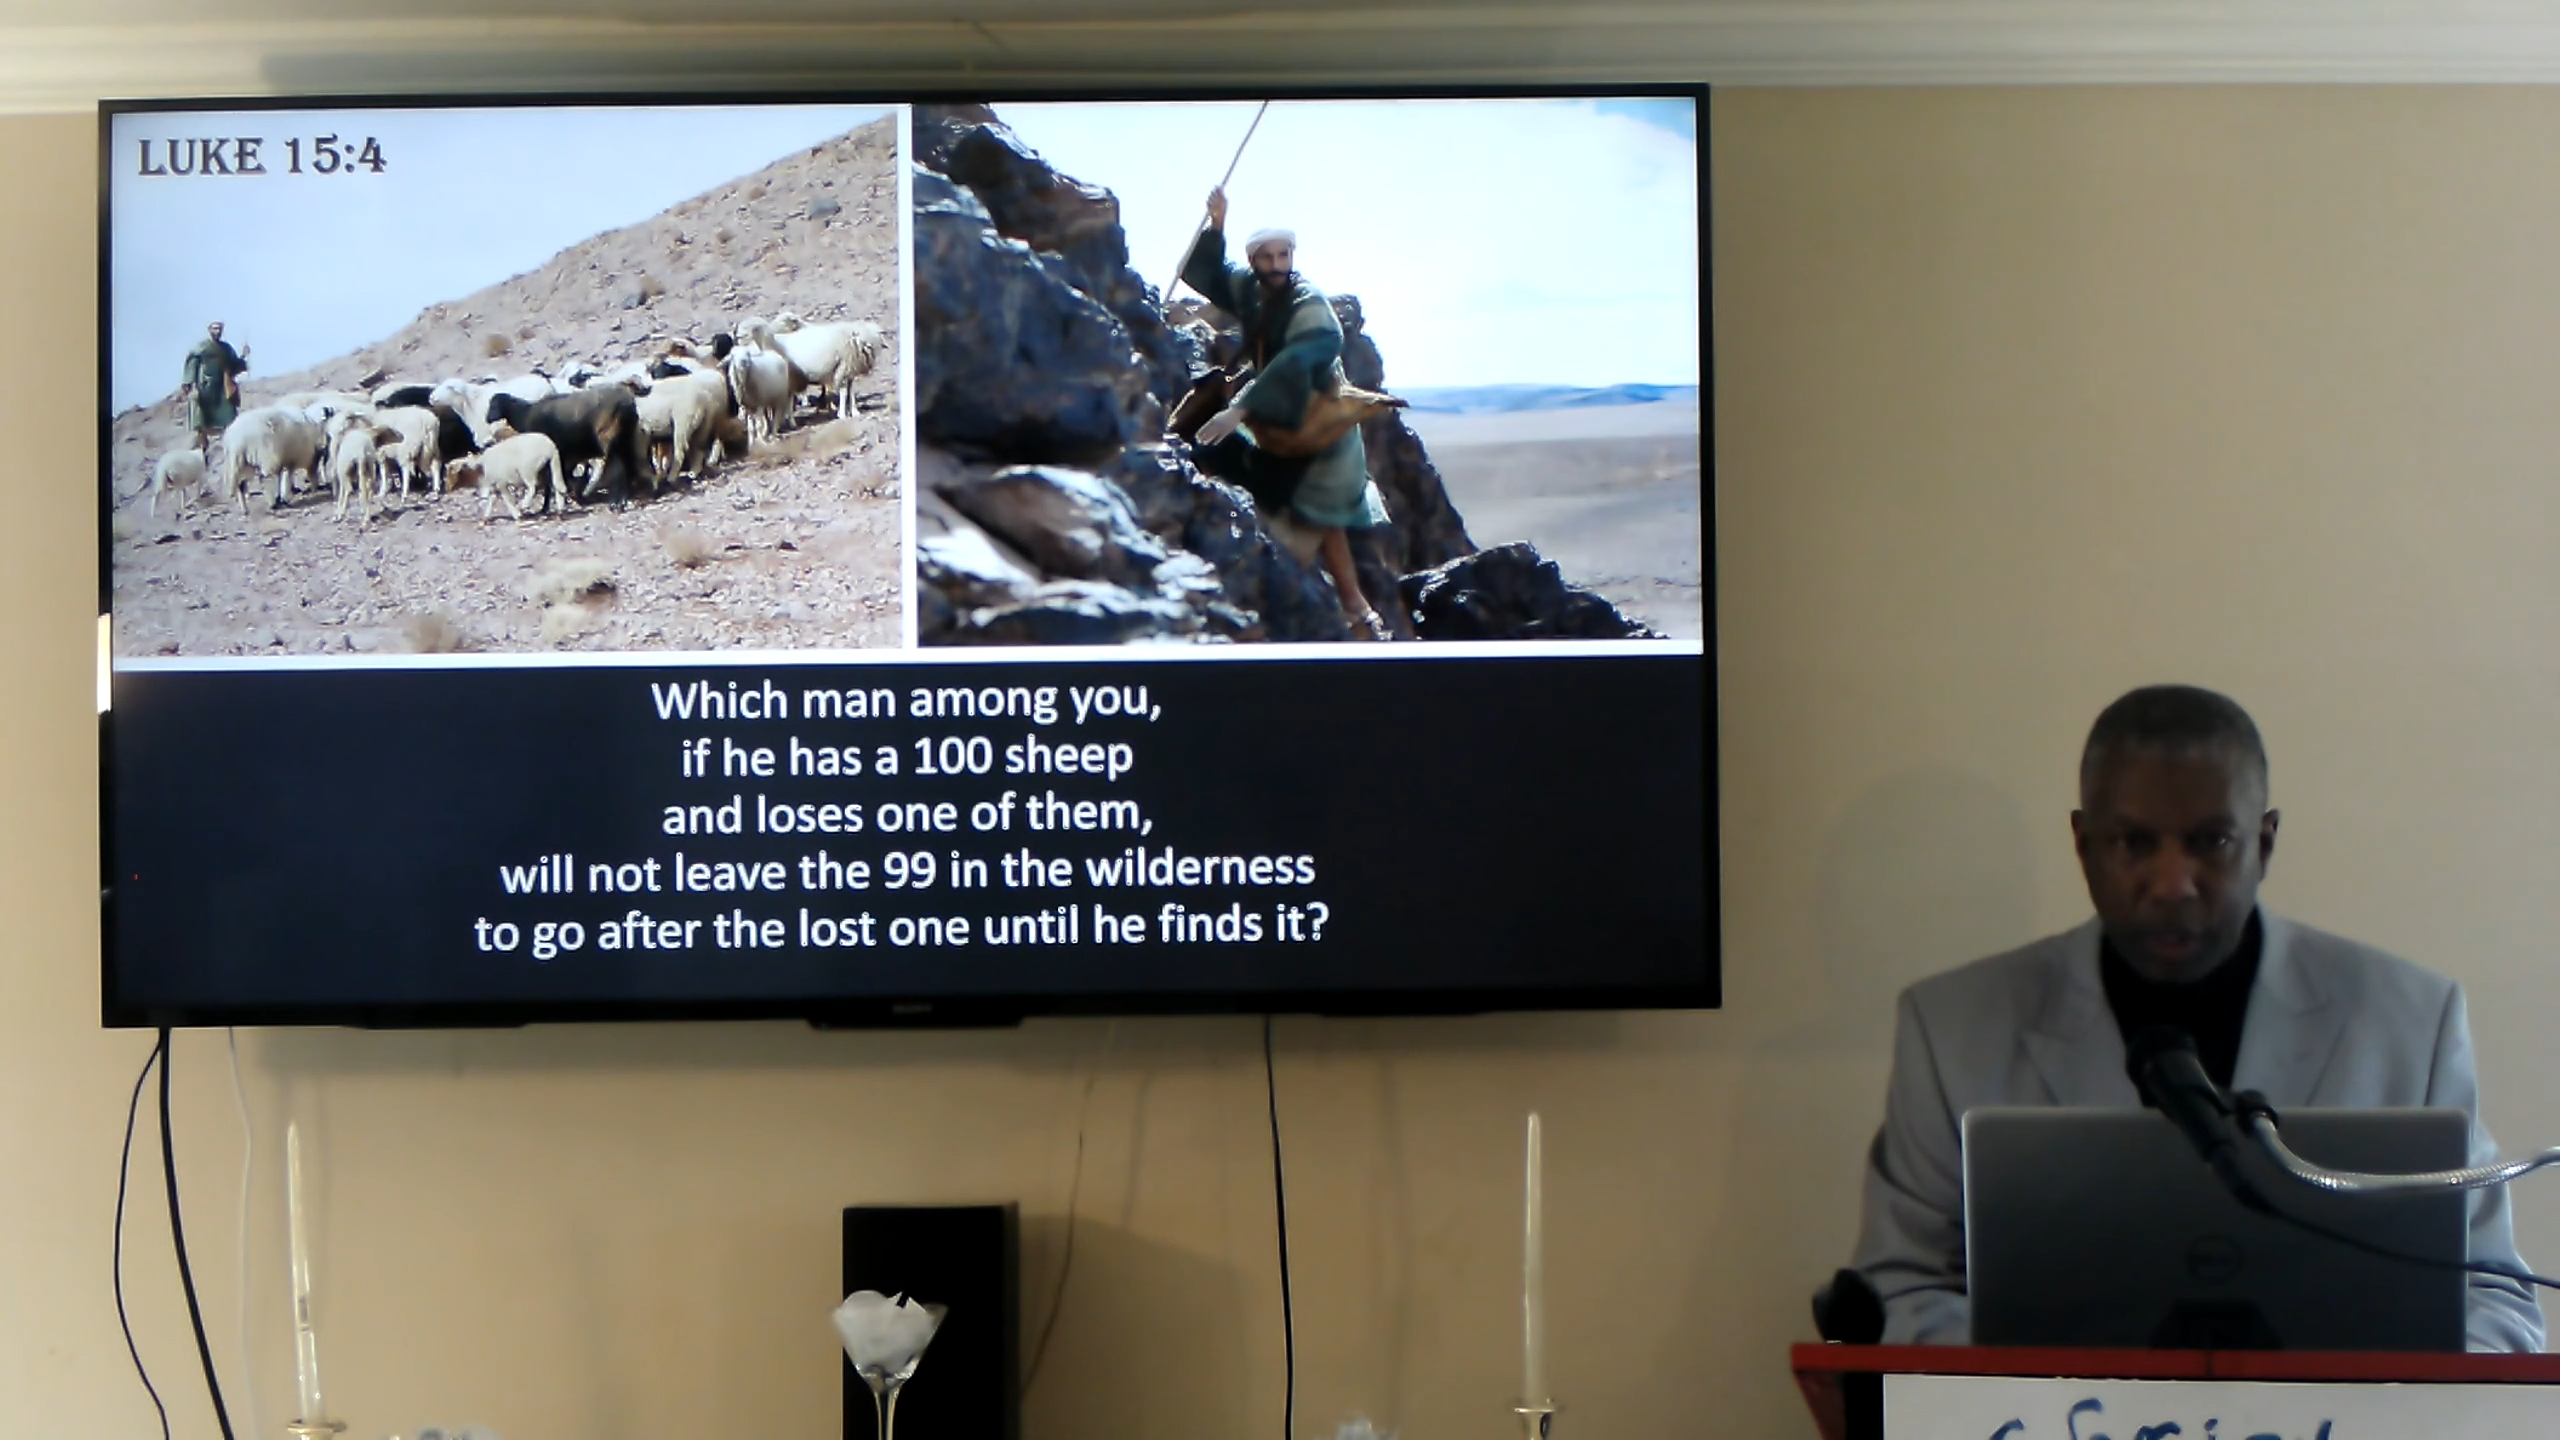 LUKE 15:4
Which man among you,
if he has a 100 sheep
and loses one of them,
will not leave the 99 in the wilderness
to go after the lost one until he finds it?